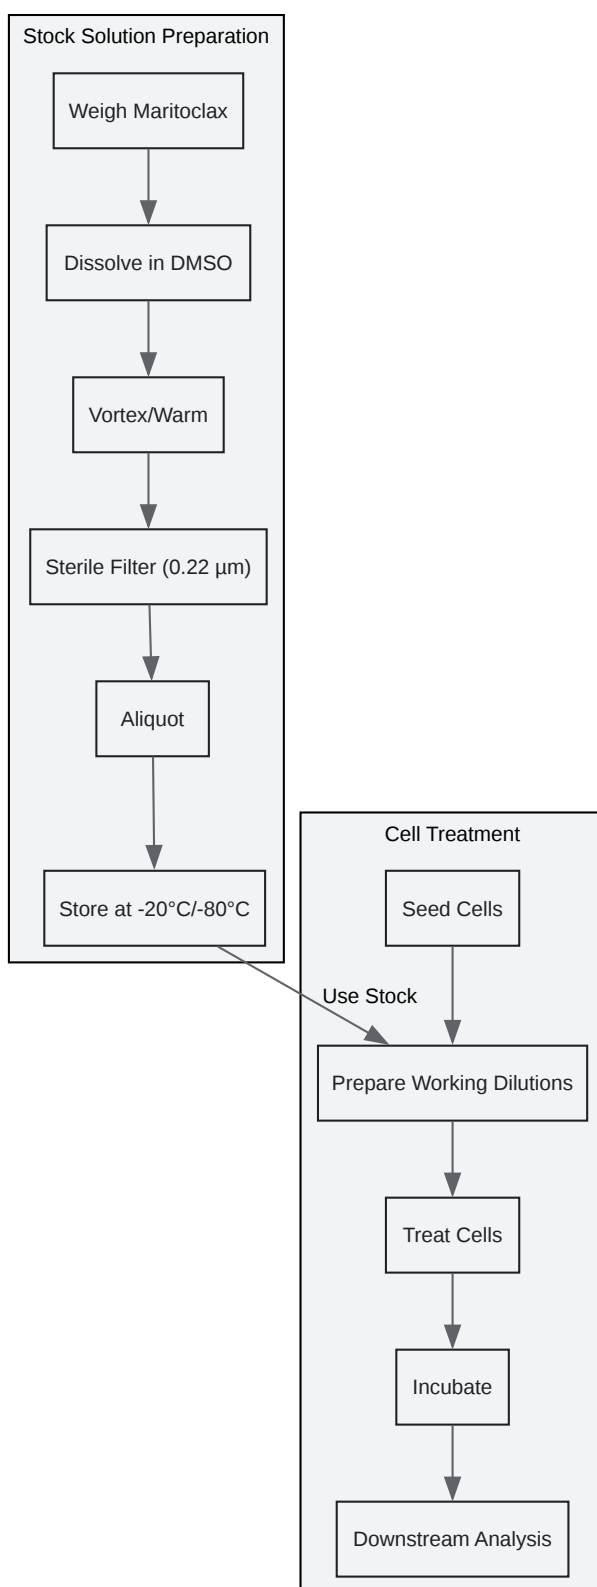 Stock Solution Preparation
Weigh Maritoclax
Dissolve in DMSO
Vortex/Warm
Sterile Filter (0.22 µm)
Aliquot
Store at -20°C/-80°C
Use Stock
Cell Treatment
Seed Cells
Prepare Working Dilutions
Treat Cells
Incubate
Downstream Analysis